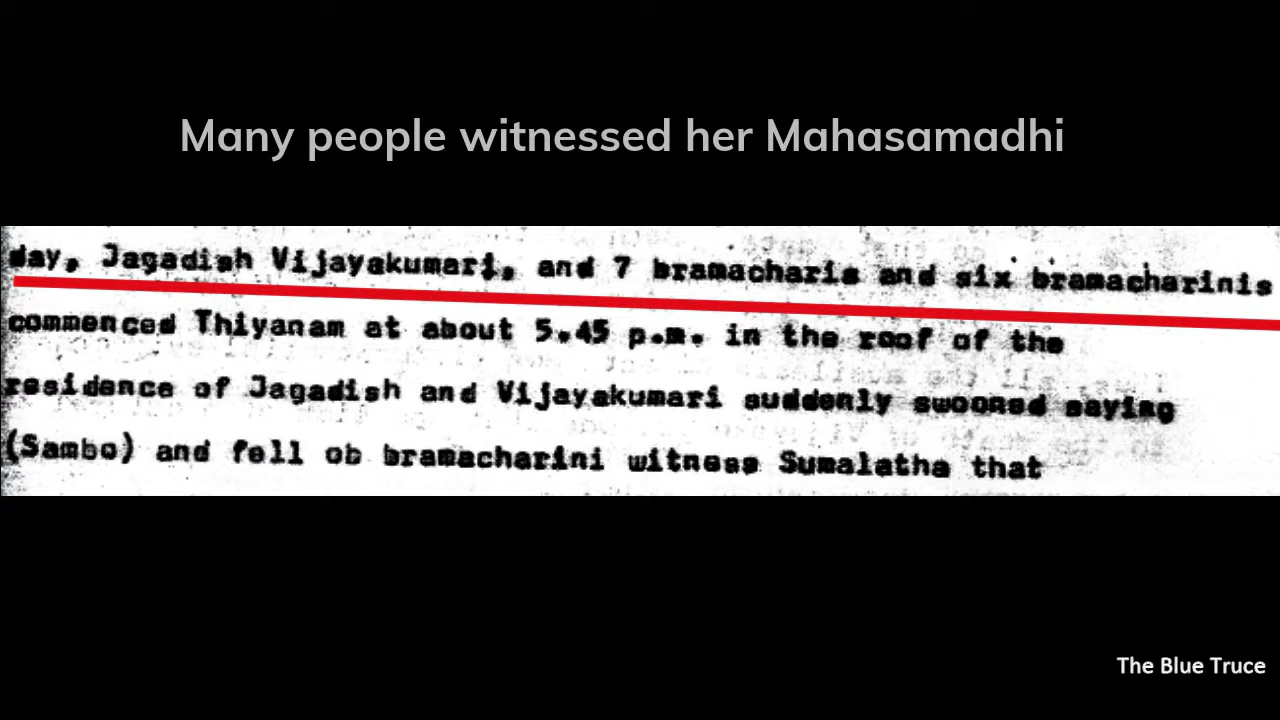 Many people witnessed her Mahasamadhi
day, Jagadish Vijayakumari, and 7 bramacharis and six bramacharinis
commenced Thiyanam at about 5.45 p.m. in the roof of the
residence of Jagadish and Vijayakumari suddenly swooned saying
(Sambo) and fell ob bramacharini witness Sumalatha that
The Blue Truce